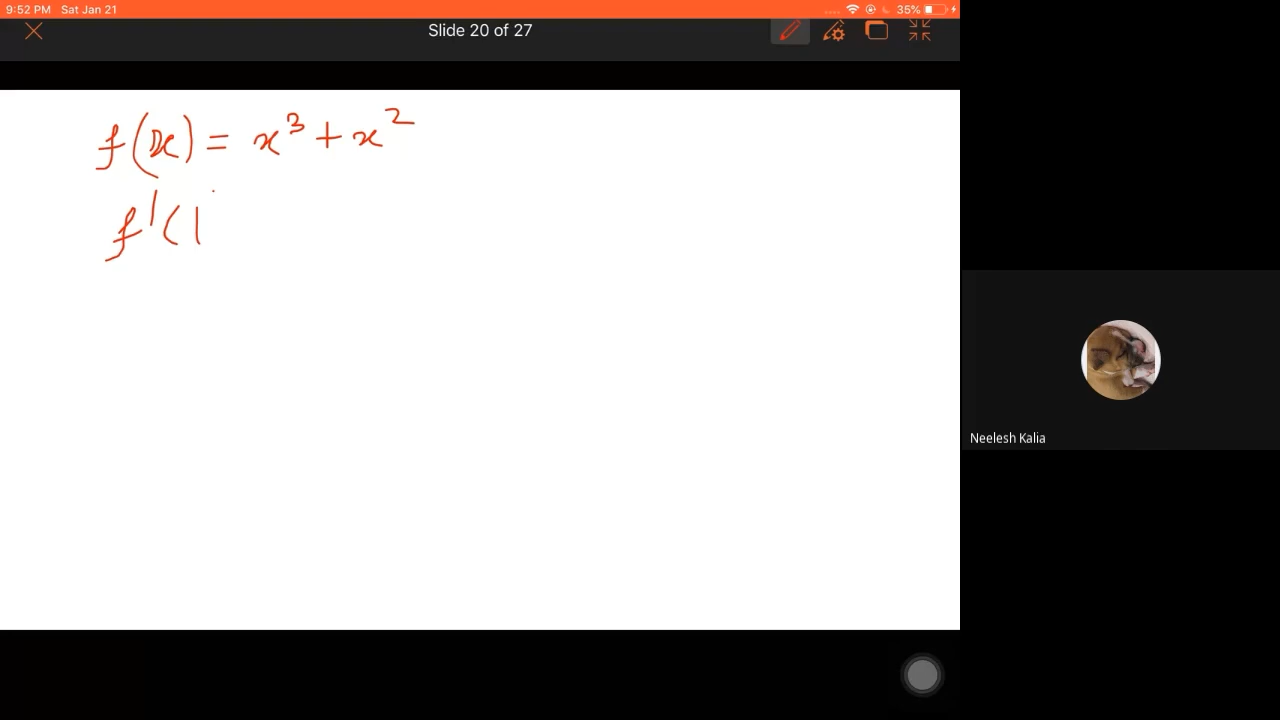 9:52 PM Sat Jan 21
35%
Slide 20 of 27
f(x) = x³ + x²
f'(1
Neelesh Kalia